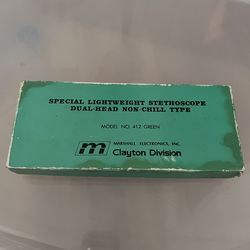 SPECIAL LIGHTWEIGHT STETHOSCOPE
DUAL-HEAD NON-CHILL TYPE
MODEL NO. 412 GREEN
m
MARSHALL ELECTRONICS, INC.
Clayton Division